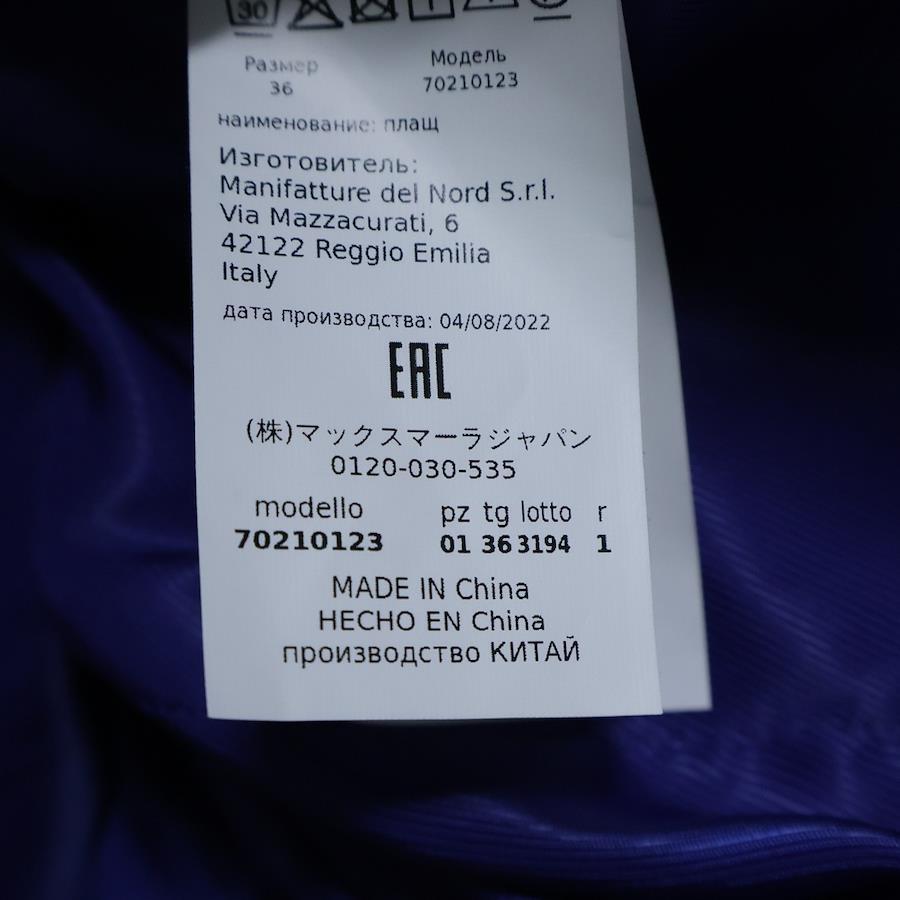 30
Размер Модель
36 70210123
наименование: плащ
Изготовитель:
Manifatture del Nord S.r.l.
Via Mazzacurati, 6
42122 Reggio Emilia
Italy
дата производства: 04/08/2022
EAC
(株)マックスマーラジャパン
0120-030-535
modello pz tg lotto r
70210123 01 36 3194 1
MADE IN China
HECHO EN China
производство КИТАЙ